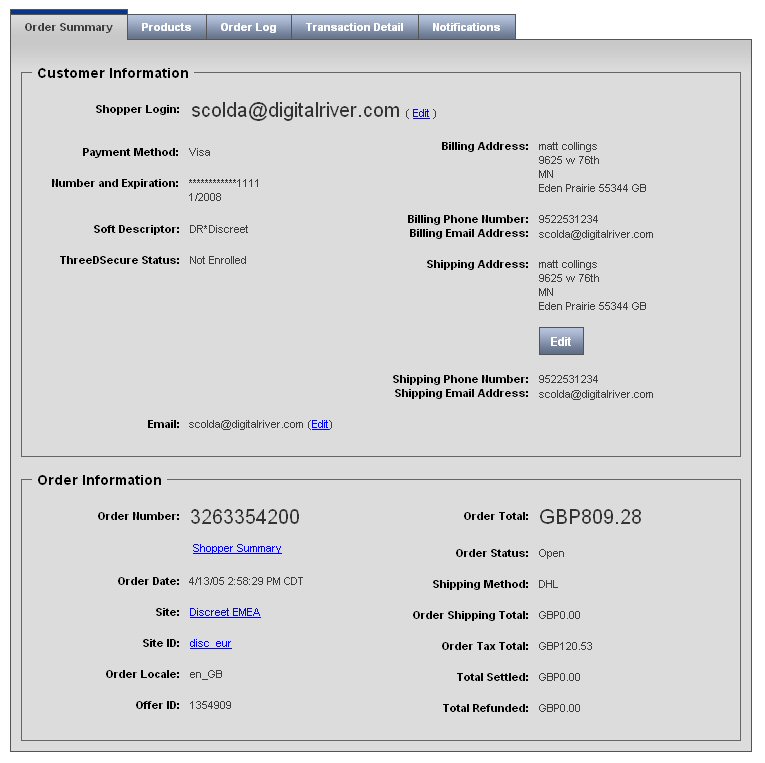 Order Summary Products Order Log Transaction Detail Notifications
Customer Information
Shopper Login: scolda@digitalriver.com ( Edit )
Payment Method: Visa
Number and Expiration: ************1111
1/2008
Soft Descriptor: DR*Discreet
ThreeDSecure Status: Not Enrolled
Billing Address: matt collings
9625 w 76th
MN
Eden Prairie 55344 GB
Billing Phone Number: 9522531234
Billing Email Address: scolda@digitalriver.com
Shipping Address: matt collings
9625 w 76th
MN
Eden Prairie 55344 GB
Edit
Shipping Phone Number: 9522531234
Shipping Email Address: scolda@digitalriver.com
Email: scolda@digitalriver.com (Edit)
Order Information
Order Number: 3263354200
Shopper Summary
Order Date: 4/13/05 2:58:29 PM CDT
Site: Discreet EMEA
Site ID: disc_eur
Order Locale: en_GB
Offer ID: 1354909
Order Total: GBP809.28
Order Status: Open
Shipping Method: DHL
Order Shipping Total: GBP0.00
Order Tax Total: GBP120.53
Total Settled: GBP0.00
Total Refunded: GBP0.00